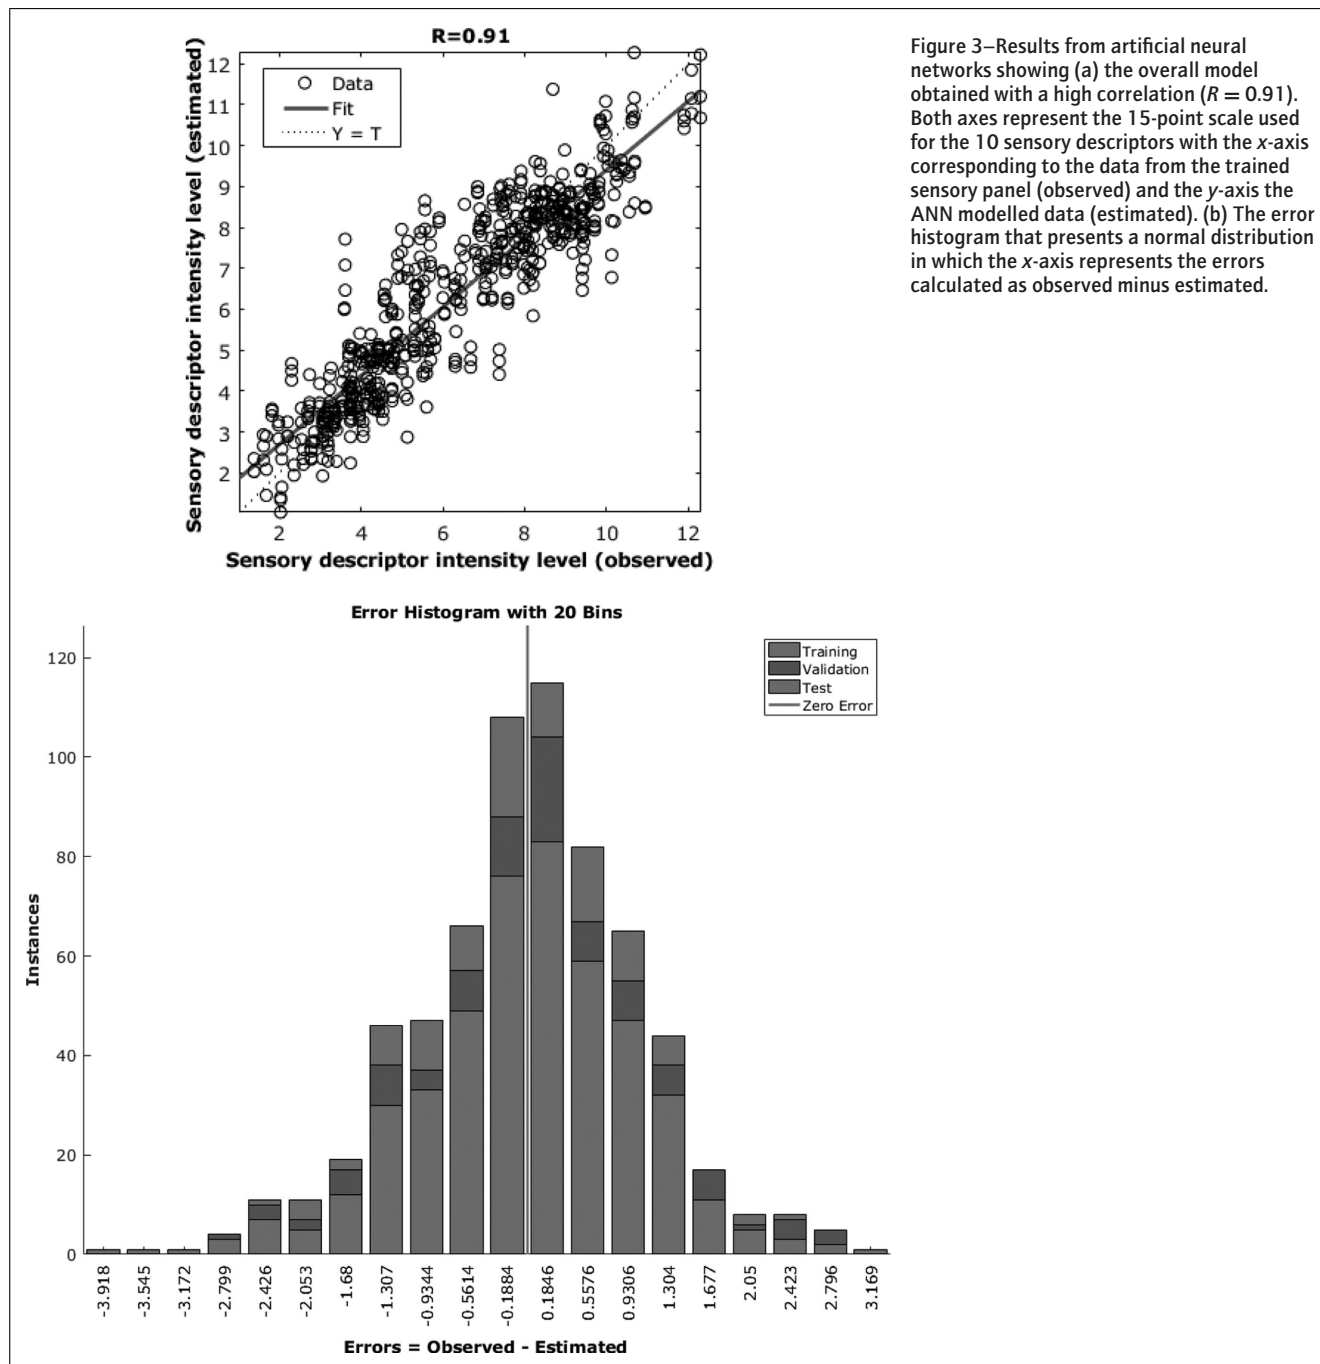 R=0.91
Sensory descriptor intensity level (estimated)
12
11
10
9
8
7
6
5
4
3
2
Data
Fit
Y = T
2 4 6 8 10 12
Sensory descriptor intensity level (observed)
Figure 3–Results from artificial neural
networks showing (a) the overall model
obtained with a high correlation (R = 0.91).
Both axes represent the 15-point scale used
for the 10 sensory descriptors with the x-axis
corresponding to the data from the trained
sensory panel (observed) and the y-axis the
ANN modelled data (estimated). (b) The error
histogram that presents a normal distribution
in which the x-axis represents the errors
calculated as observed minus estimated.
Error Histogram with 20 Bins
Instances
120
100
80
60
40
20
0
Training
Validation
Test
Zero Error
-3.918 -3.545 -3.172 -2.799 -2.426 -2.053 -1.68 -1.307 -0.9344 -0.5614 -0.1884 0.1846 0.5576 0.9306 1.304 1.677 2.05 2.423 2.796 3.169
Errors = Observed - Estimated